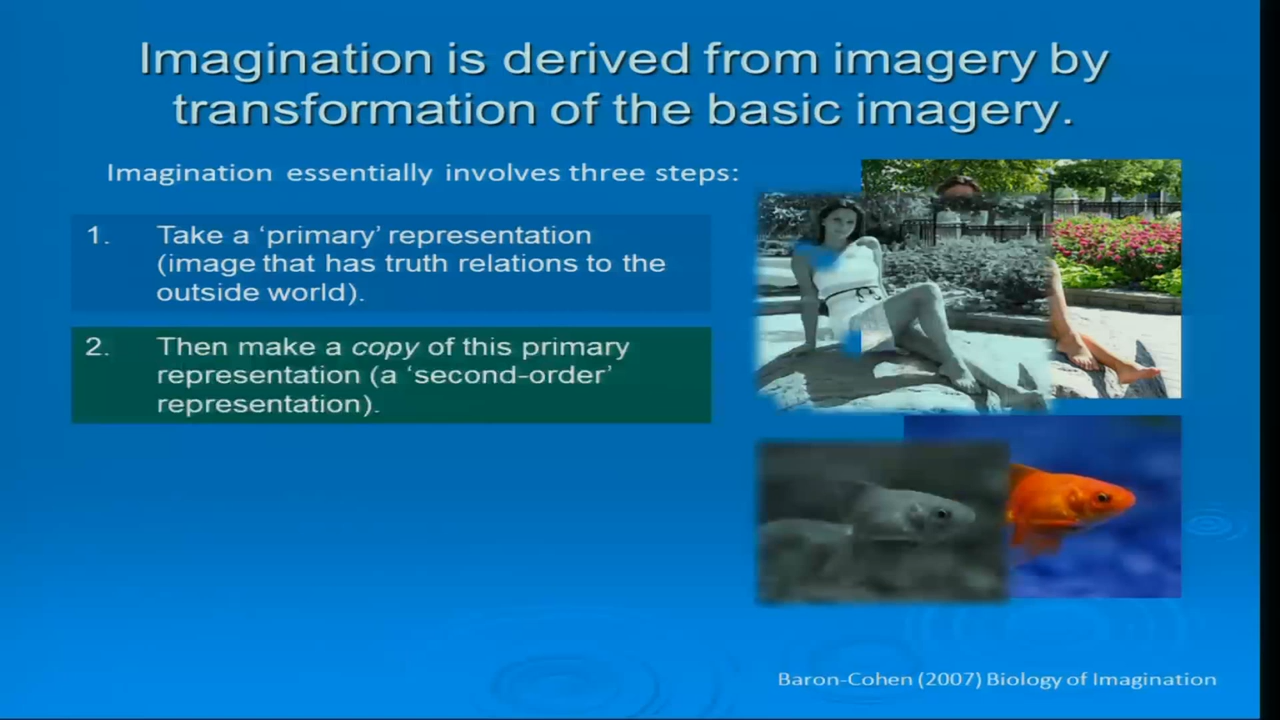 Imagination is derived from imagery by
transformation of the basic imagery.
Imagination essentially involves three steps:
1. Take a ‘primary’ representation
(image that has truth relations to the
outside world).
2. Then make a copy of this primary
representation (a ‘second-order’
representation).
Baron-Cohen (2007) Biology of Imagination